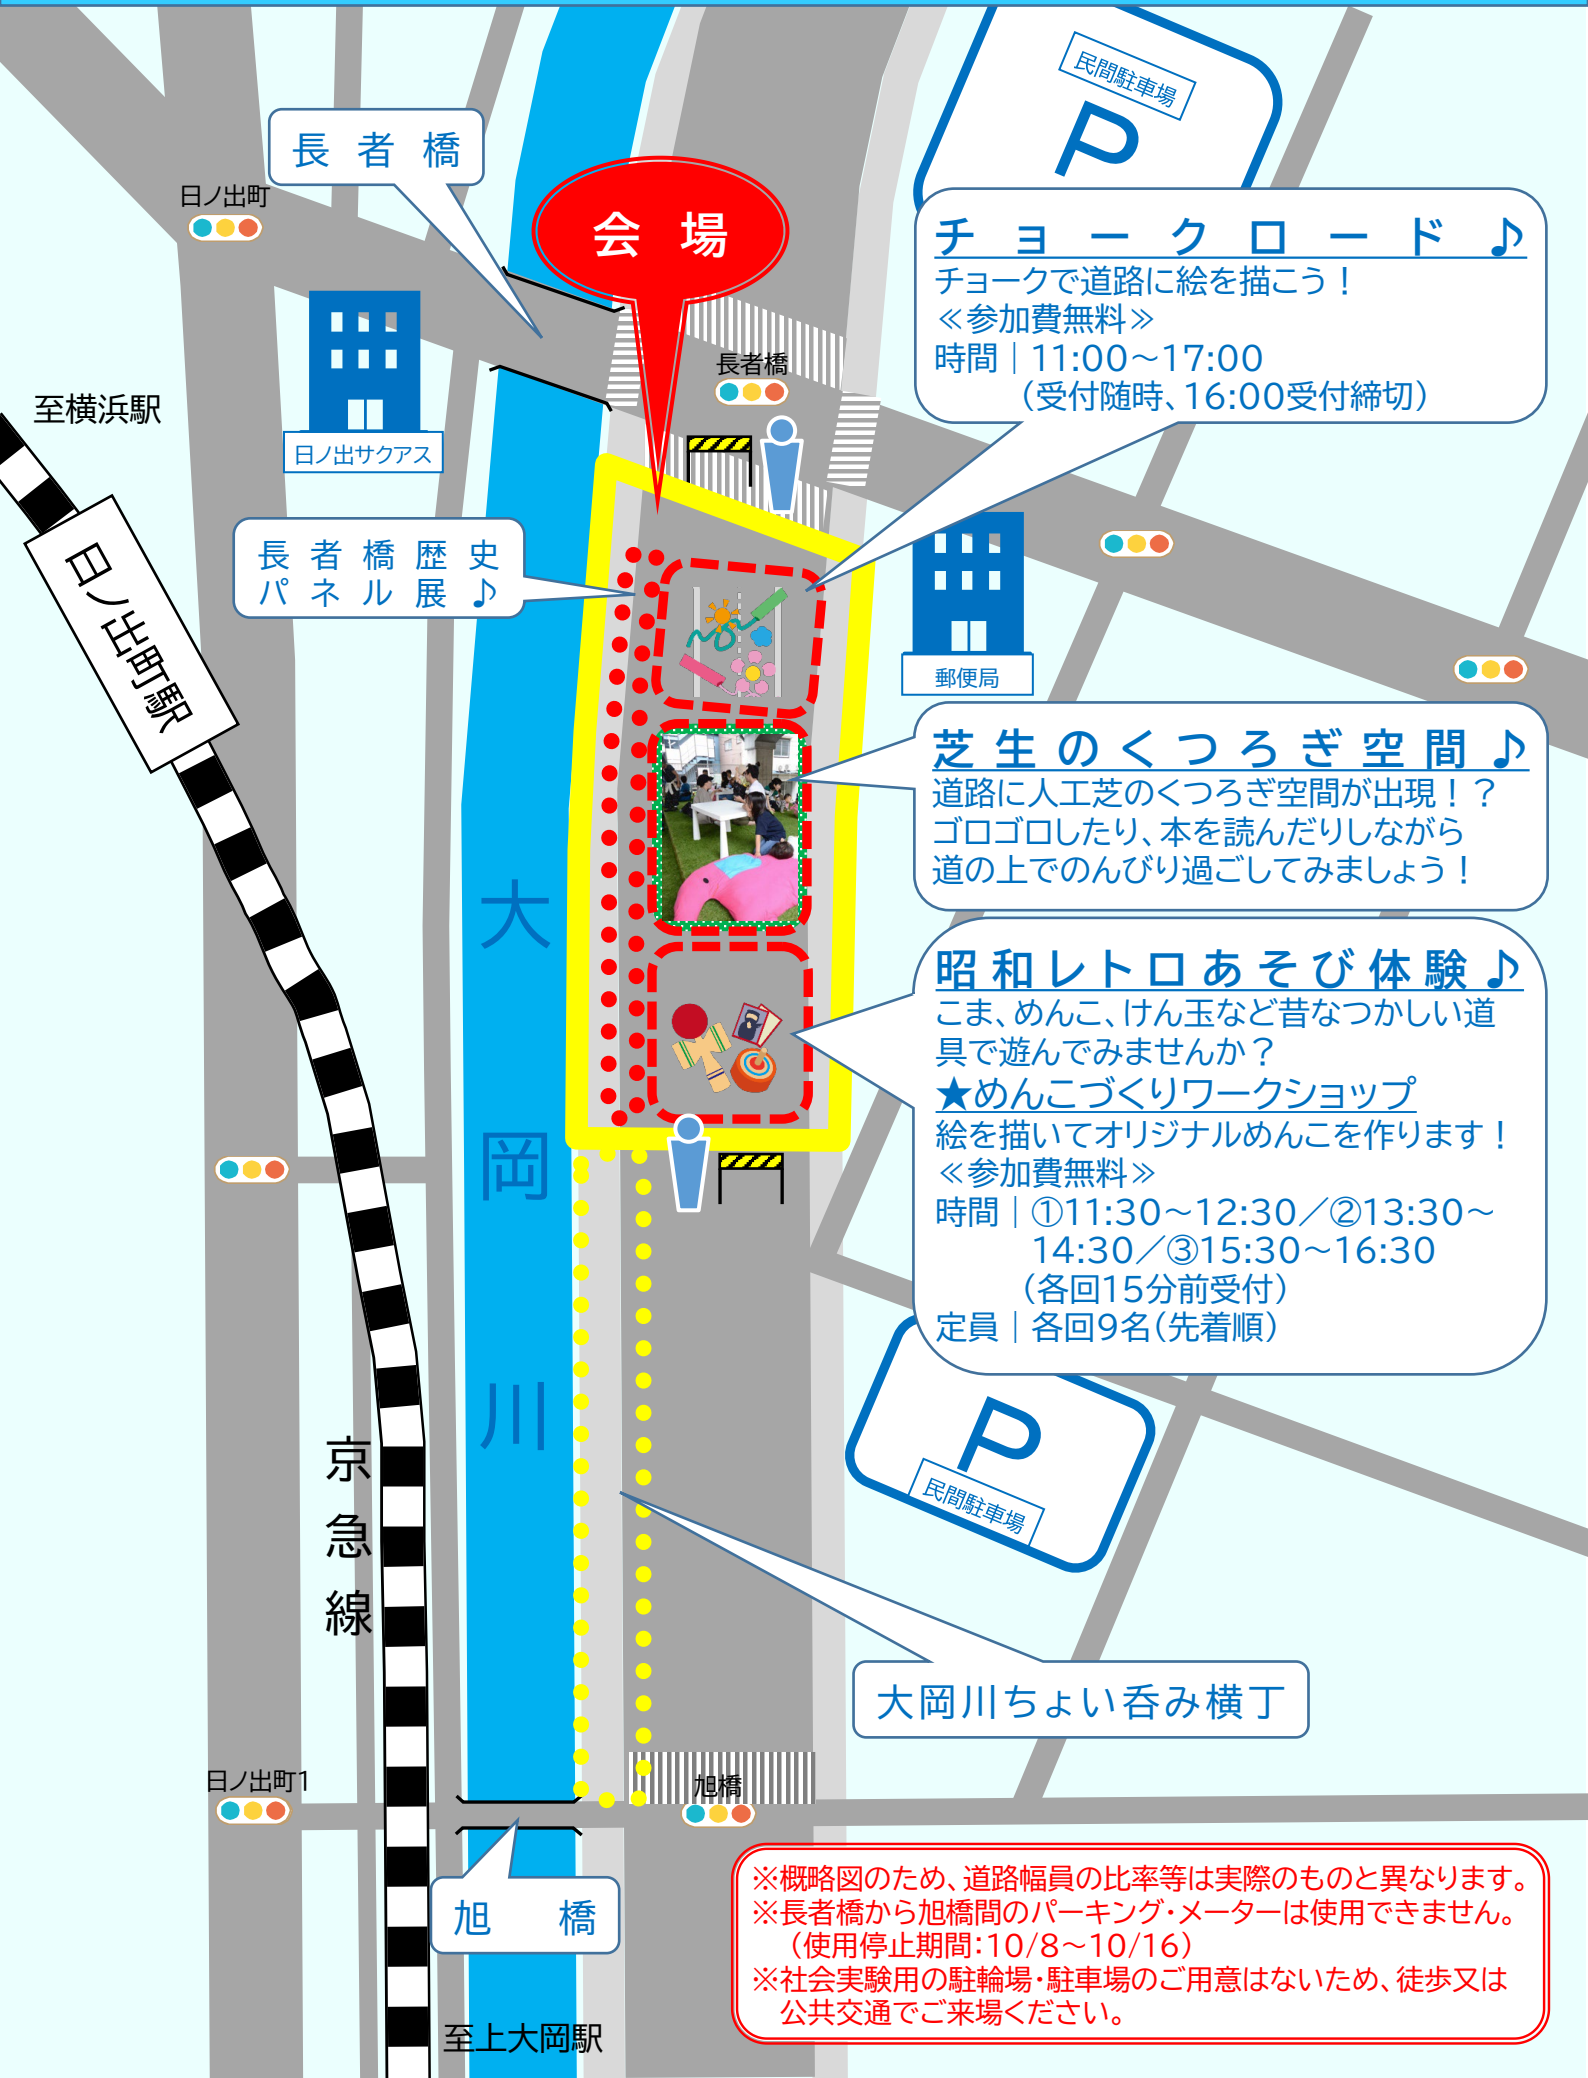 民間駐車場
P
長者橋
日ノ出町
会場
チョークロード♪
チョークで道路に絵を描こう！
≪参加費無料≫
時間｜11:00～17:00
（受付随時、16:00受付締切）
長者橋
至横浜駅
日ノ出サクアス
長者橋歴史
パネル展♪
日ノ出町駅
郵便局
芝生のくつろぎ空間♪
道路に人工芝のくつろぎ空間が出現！？
ゴロゴロしたり、本を読んだりしながら
道の上でのんびり過ごしてみましょう！
大岡川
昭和レトロあそび体験♪
こま、めんこ、けん玉など昔なつかしい道
具で遊んでみませんか？
★めんこづくりワークショップ
絵を描いてオリジナルめんこを作ります！
≪参加費無料≫
時間｜①11:30～12:30／②13:30～
14:30／③15:30～16:30
（各回15分前受付）
定員｜各回9名（先着順）
P
民間駐車場
京急線
大岡川ちょい呑み横丁
日ノ出町1
旭橋
旭橋
※概略図のため、道路幅員の比率等は実際のものと異なります。
※長者橋から旭橋間のパーキング・メーターは使用できません。
（使用停止期間：10/8～10/16）
※社会実験用の駐輪場・駐車場のご用意はないため、徒歩又は
公共交通でご来場ください。
至上大岡駅